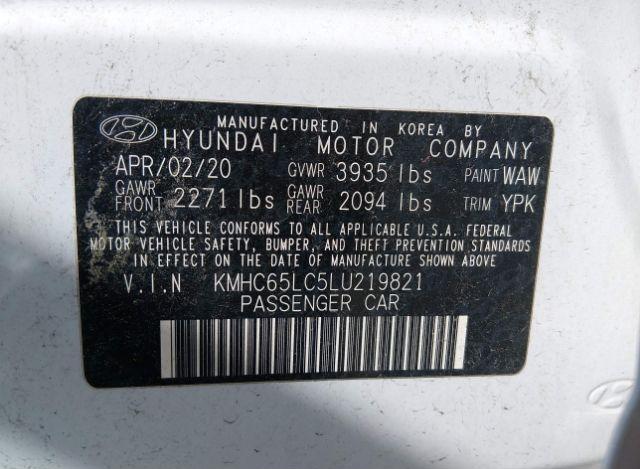 MANUFACTURED IN KOREA BY
HYUNDAI MOTOR COMPANY
APR/02/20 GVWR 3935 lbs PAINT WAW
GAWR FRONT 2271 lbs GAWR REAR 2094 lbs TRIM YPK
THIS VEHICLE CONFORMS TO ALL APPLICABLE U.S.A. FEDERAL
MOTOR VEHICLE SAFETY, BUMPER, AND THEFT PREVENTION STANDARDS
IN EFFECT ON THE DATE OF MANUFACTURE SHOWN ABOVE.
V.I.N KMHC65LC5LU219821
PASSENGER CAR